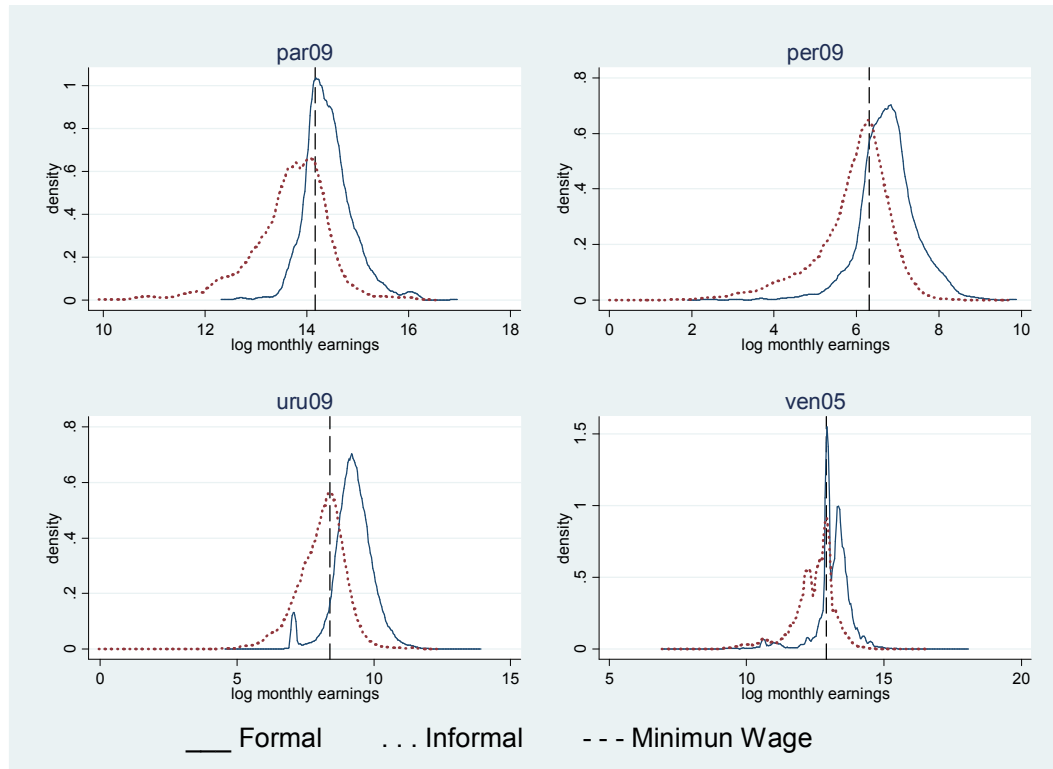 par09
density
0 .2 .4 .6 .8 1
10 12 14 16 18
log monthly earnings
per09
density
0 .2 .4 .6 .8
0 2 4 6 8 10
log monthly earnings
uru09
density
0 .2 .4 .6 .8
0 5 10 15
log monthly earnings
ven05
density
0 .5 1 1.5
5 10 15 20
log monthly earnings
___ Formal . . . Informal - - - Minimun Wage